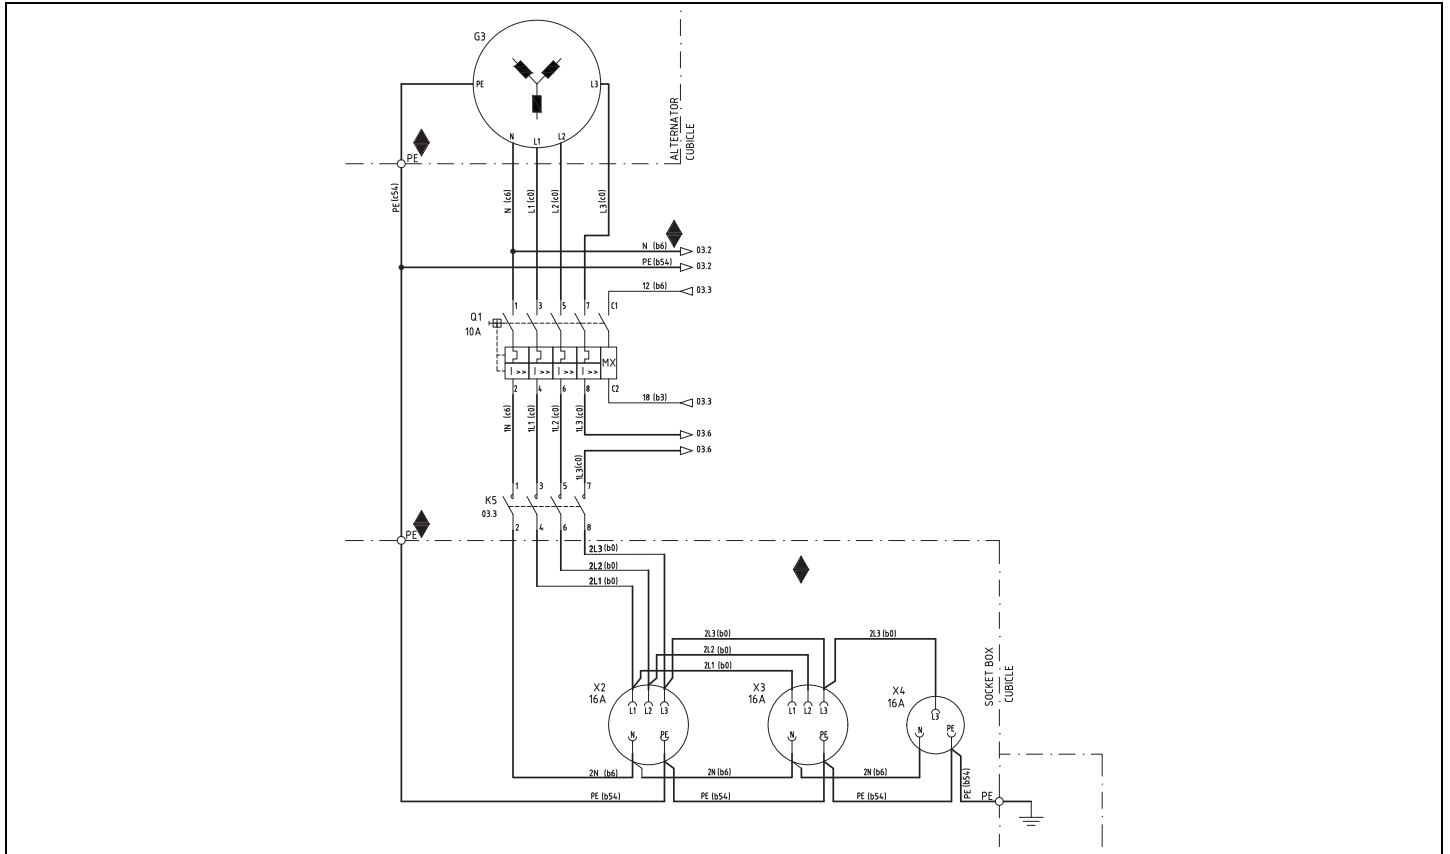 G3
PE
L3
N
L1
L2
ALTERNATOR
CUBICLE
PE
PE (c54)
N (c6)
L1 (c0)
L2 (c0)
L3 (c0)
N (b6)
03.2
PE (b54)
03.2
12 (b6)
03.3
1
3
5
7
C1
Q1
10A
MX
I >>
I >>
I >>
I >>
2
4
6
8
C2
18 (b3)
03.3
1N (c6)
1L1 (c0)
1L2 (c0)
1L3 (c0)
03.6
03.6
1L3 (c0)
1
3
5
7
K5
03.3
2
4
6
8
PE
2L3 (b0)
2L2 (b0)
2L1 (b0)
2L3 (b0)
2L3 (b0)
2L2 (b0)
2L1 (b0)
SOCKET BOX
CUBICLE
X2
16A
X3
16A
X4
16A
L1
L2
L3
L1
L2
L3
L3
N
PE
N
PE
N
PE
2N (b6)
2N (b6)
2N (b6)
PE (b54)
PE (b54)
PE (b54)
PE (b54)
PE